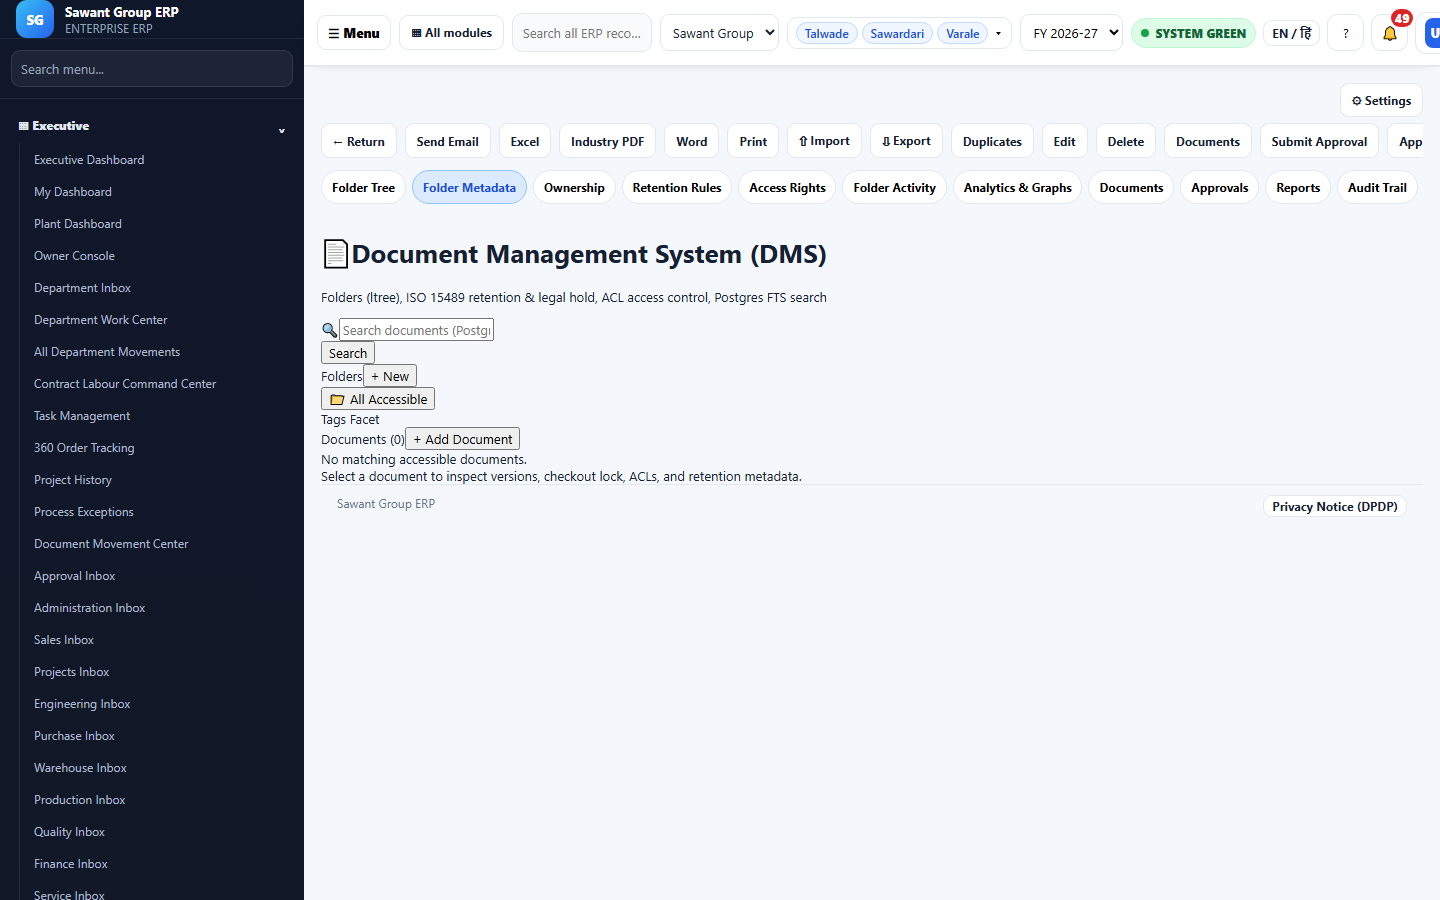 SG
Sawant Group ERP
ENTERPRISE ERP
Search menu...
Executive
Executive Dashboard
My Dashboard
Plant Dashboard
Owner Console
Department Inbox
Department Work Center
All Department Movements
Contract Labour Command Center
Task Management
360 Order Tracking
Project History
Process Exceptions
Document Movement Center
Approval Inbox
Administration Inbox
Sales Inbox
Projects Inbox
Engineering Inbox
Purchase Inbox
Warehouse Inbox
Production Inbox
Quality Inbox
Finance Inbox
Service Inbox
☰ Menu
All modules
Search all ERP reco...
Sawant Group
Talwade
Sawardari
Varale
FY 2026-27
SYSTEM GREEN
EN / हिं
?
49
U
⚙ Settings
← Return
Send Email
Excel
Industry PDF
Word
Print
⇧ Import
⇩ Export
Duplicates
Edit
Delete
Documents
Submit Approval
App
Folder Tree
Folder Metadata
Ownership
Retention Rules
Access Rights
Folder Activity
Analytics & Graphs
Documents
Approvals
Reports
Audit Trail
Document Management System (DMS)
Folders (ltree), ISO 15489 retention & legal hold, ACL access control, Postgres FTS search
Search documents (Postg
Search
Folders + New
All Accessible
Tags Facet
Documents (0) + Add Document
No matching accessible documents.
Select a document to inspect versions, checkout lock, ACLs, and retention metadata.
Sawant Group ERP
Privacy Notice (DPDP)